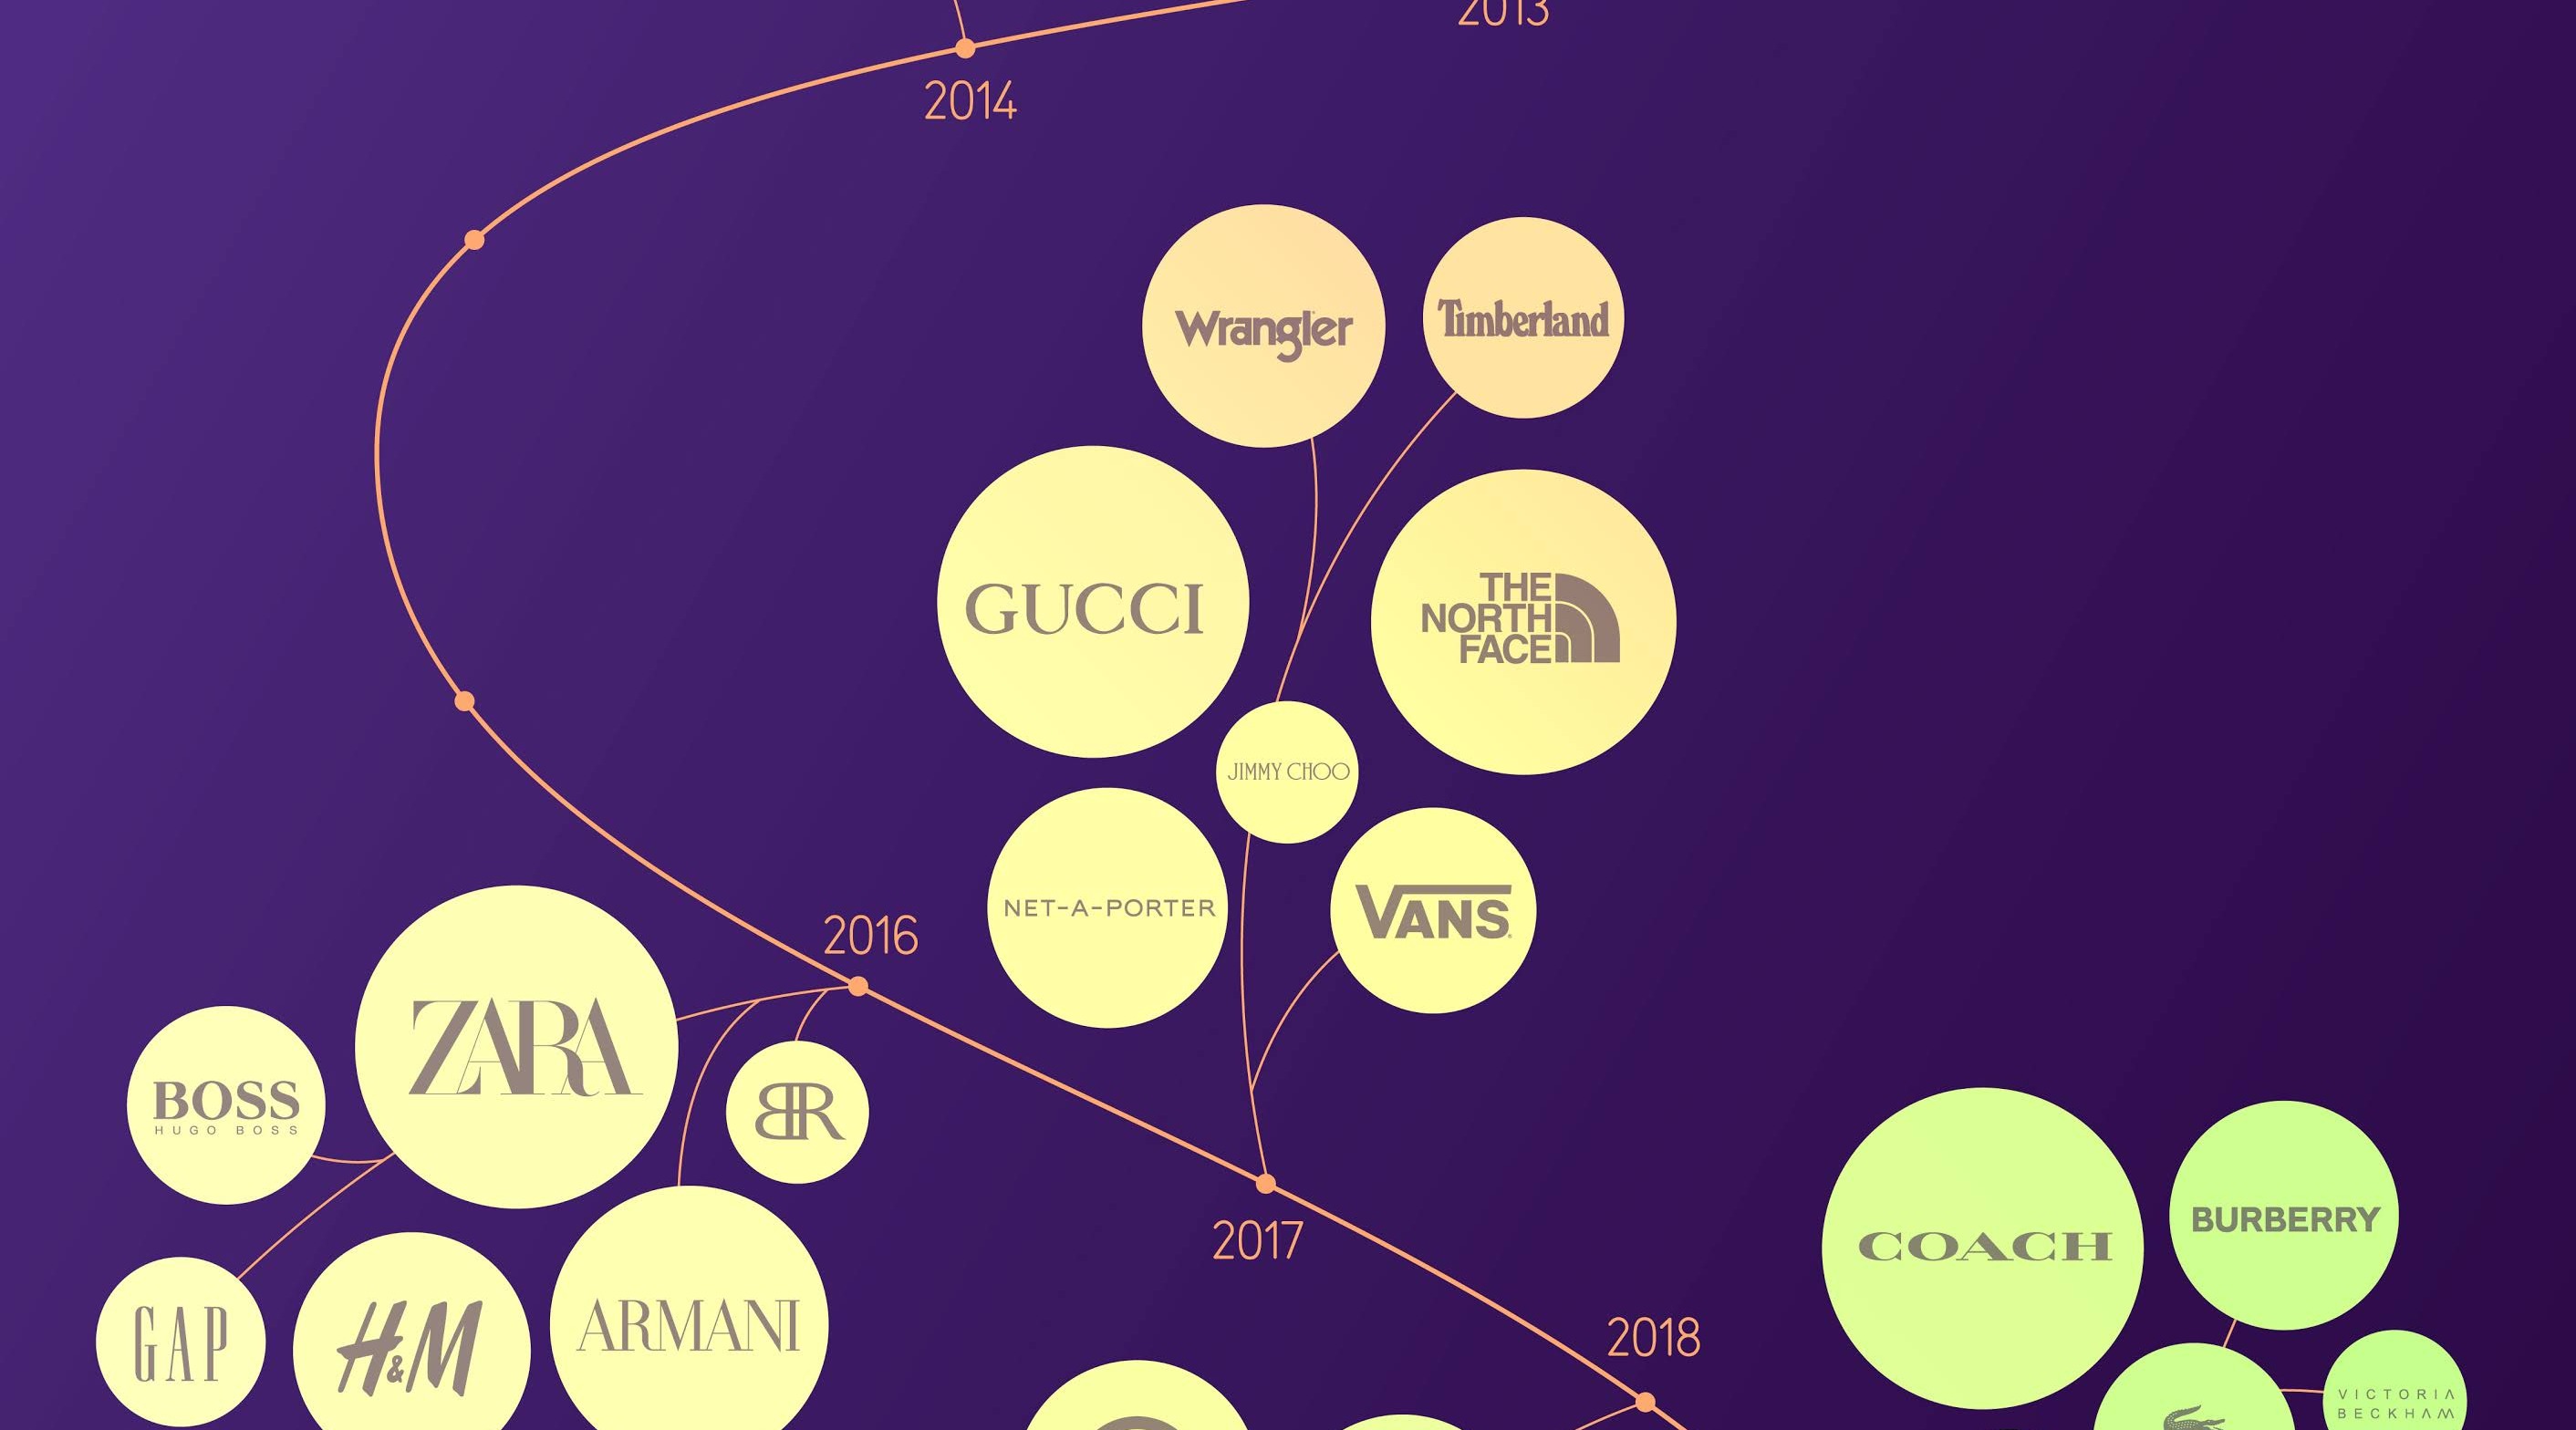 2013
2014
Wrangler
Timberland
GUCCI
THE
NORTH
FACE
JIMMY CHOO
NET-A-PORTER
VANS
2016
ZARA
BOSS
HUGO BOSS
BR
GAP
H&M
ARMANI
2017
2018
COACH
BURBERRY
VICTORIA
BECKHAM